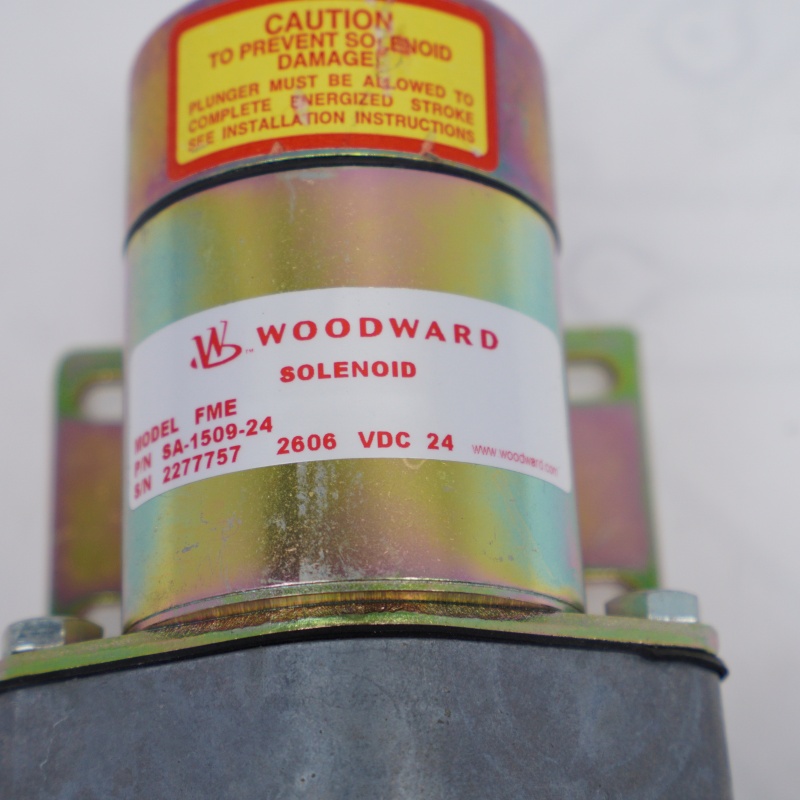 CAUTION
TO PREVENT SOLENOID
DAMAGE
PLUNGER MUST BE ALLOWED TO
COMPLETE ENERGIZED STROKE
SEE INSTALLATION INSTRUCTIONS
WOODWARD
SOLENOID
MODEL FME
P/N SA-1509-24
S/N 2277757 2606 VDC 24 www.woodward.com